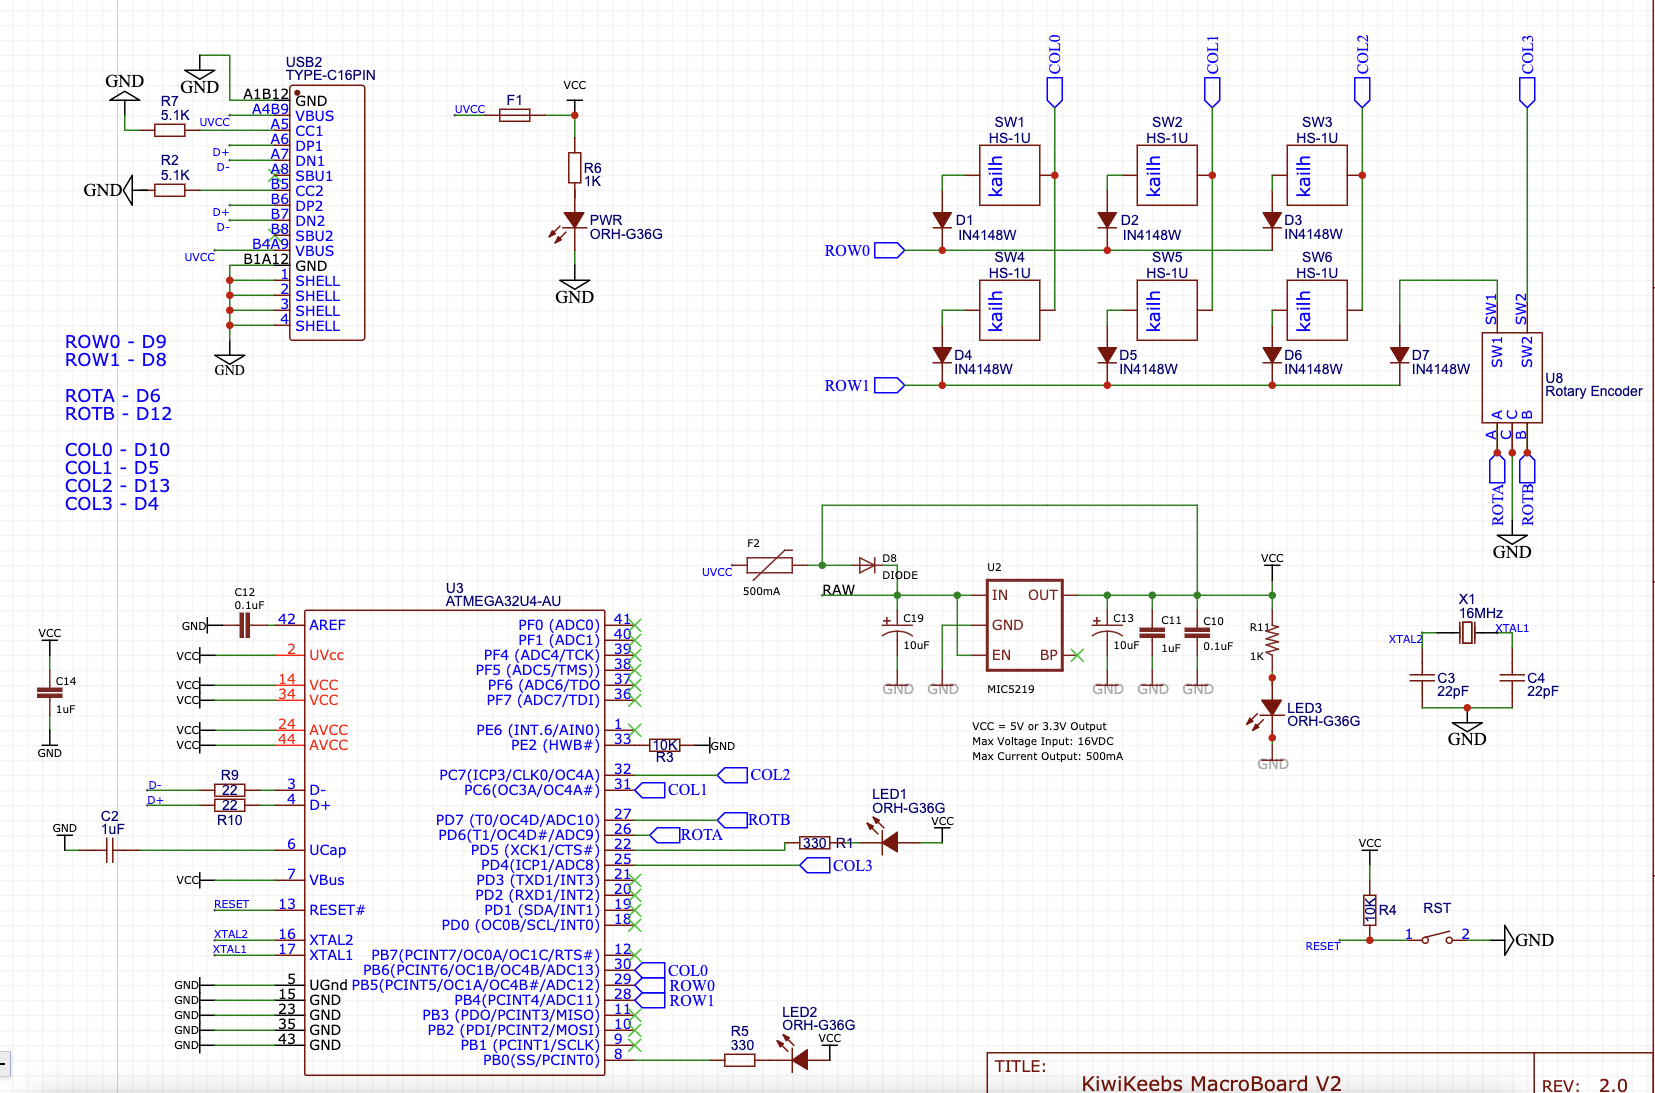 USB2
TYPE-C16PIN
GND
GND
R7
5.1K
UVCC
D+
D-
R2
5.1K
GND
D+
D-
UVCC
A1B12 GND
A4B9 VBUS
A5 CC1
A6 DP1
A7 DN1
A8 SBU1
B5 CC2
B6 DP2
B7 DN2
B8 SBU2
B4A9 VBUS
B1A12 GND
1 SHELL
2 SHELL
3 SHELL
4 SHELL
GND
UVCC
F1
VCC
R6
1K
PWR
ORH-G36G
GND
COL0
COL1
COL2
COL3
SW1
HS-1U
kailh
SW2
HS-1U
kailh
SW3
HS-1U
kailh
D1
IN4148W
D2
IN4148W
D3
IN4148W
ROW0
SW4
HS-1U
kailh
SW5
HS-1U
kailh
SW6
HS-1U
kailh
D4
IN4148W
D5
IN4148W
D6
IN4148W
D7
IN4148W
ROW1
SW1
SW2
SW1
SW2
U8
Rotary Encoder
A C B
A C B
ROTA
ROTB
GND
ROW0 - D9
ROW1 - D8
ROTA - D6
ROTB - D12
COL0 - D10
COL1 - D5
COL2 - D13
COL3 - D4
F2
UVCC
500mA
D8
DIODE
RAW
U2
IN
OUT
GND
EN
BP
MIC5219
C19
10uF
GND
GND
C13
10uF
C11
1uF
C10
0.1uF
GND
GND
GND
VCC
R11
1K
LED3
ORH-G36G
GND
VCC = 5V or 3.3V Output
Max Voltage Input: 16VDC
Max Current Output: 500mA
X1
16MHz
XTAL2
XTAL1
C3
22pF
C4
22pF
GND
U3
ATMEGA32U4-AU
C12
0.1uF
GND
42 AREF
VCC 2 UVcc
VCC 14 VCC
VCC 34 VCC
VCC 24 AVCC
VCC 44 AVCC
VCC
C14
1uF
GND
D-
R9
22
3 D-
D+
22
R10
4 D+
GND
C2
1uF
6 UCap
VCC 7 VBus
RESET 13 RESET#
XTAL2 16 XTAL2
XTAL1 17 XTAL1
GND 5 UGnd
GND 15 GND
GND 23 GND
GND 35 GND
GND 43 GND
PF0 (ADC0) 41
PF1 (ADC1) 40
PF4 (ADC4/TCK) 39
PF5 (ADC5/TMS)) 38
PF6 (ADC6/TDO 37
PF7 (ADC7/TDI) 36
PE6 (INT.6/AIN0) 1
PE2 (HWB#) 33
10K
R3
GND
PC7(ICP3/CLK0/OC4A) 32 COL2
PC6(OC3A/OC4A#) 31 COL1
PD7 (T0/OC4D/ADC10) 27 ROTB
PD6(T1/OC4D#/ADC9) 26 ROTA
PD5 (XCK1/CTS#) 22
330 R1
LED1
ORH-G36G
VCC
PD4(ICP1/ADC8) 25 COL3
PD3 (TXD1/INT3) 21
PD2 (RXD1/INT2) 20
PD1 (SDA/INT1) 19
PD0 (OC0B/SCL/INT0) 18
PB7(PCINT7/OC0A/OC1C/RTS#) 12
PB6(PCINT6/OC1B/OC4B/ADC13) 30 COL0
PB5(PCINT5/OC1A/OC4B#/ADC12) 29 ROW0
PB4(PCINT4/ADC11) 28 ROW1
PB3 (PDO/PCINT3/MISO) 11
PB2 (PDI/PCINT2/MOSI) 10
PB1 (PCINT1/SCLK) 9
PB0(SS/PCINT0) 8
R5
330
LED2
ORH-G36G
VCC
VCC
10K
R4
RST
RESET
1
2
GND
TITLE:
KiwiKeebs MacroBoard V2
REV: 2.0